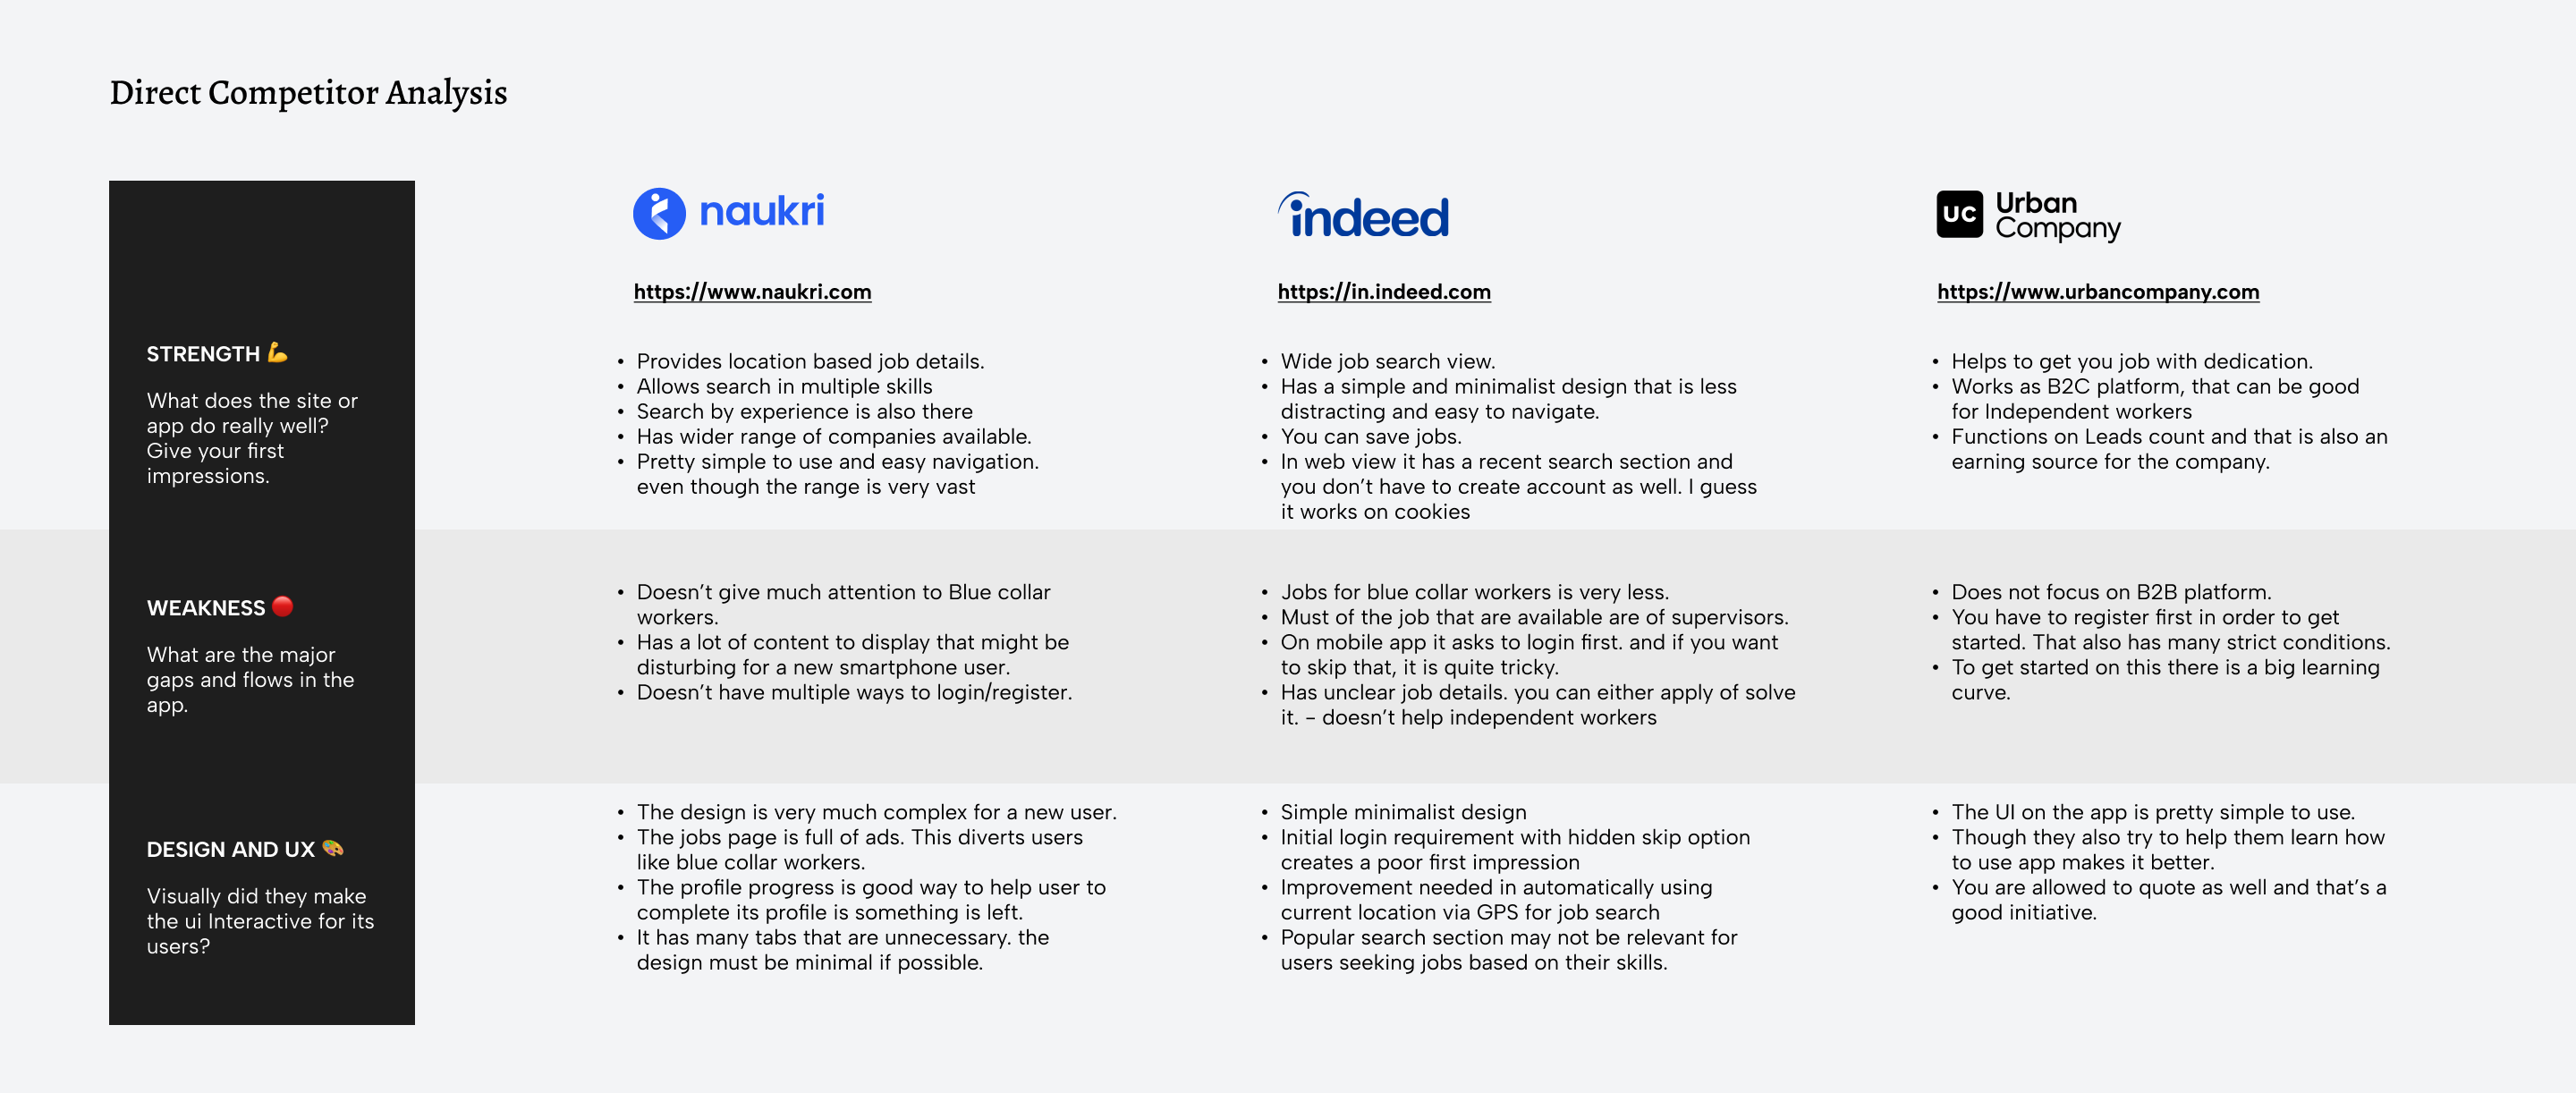 Direct Competitor Analysis
naukri
indeed
UC Urban
Company
https://www.naukri.com
https://in.indeed.com
https://www.urbancompany.com
STRENGTH 💪
What does the site or
app do really well?
Give your first
impressions.
• Provides location based job details.
• Allows search in multiple skills
• Search by experience is also there
• Has wider range of companies available.
• Pretty simple to use and easy navigation.
even though the range is very vast
• Wide job search view.
• Has a simple and minimalist design that is less
distracting and easy to navigate.
• You can save jobs.
• In web view it has a recent search section and
you don’t have to create account as well. I guess
it works on cookies
• Helps to get you job with dedication.
• Works as B2C platform, that can be good
for Independent workers
• Functions on Leads count and that is also an
earning source for the company.
WEAKNESS 🔴
What are the major
gaps and flows in the
app.
• Doesn’t give much attention to Blue collar
workers.
• Has a lot of content to display that might be
disturbing for a new smartphone user.
• Doesn’t have multiple ways to login/register.
• Jobs for blue collar workers is very less.
• Must of the job that are available are of supervisors.
• On mobile app it asks to login first. and if you want
to skip that, it is quite tricky.
• Has unclear job details. you can either apply of solve
it. - doesn’t help independent workers
• Does not focus on B2B platform.
• You have to register first in order to get
started. That also has many strict conditions.
• To get started on this there is a big learning
curve.
DESIGN AND UX 🎨
Visually did they make
the ui Interactive for its
users?
• The design is very much complex for a new user.
• The jobs page is full of ads. This diverts users
like blue collar workers.
• The profile progress is good way to help user to
complete its profile is something is left.
• It has many tabs that are unnecessary. the
design must be minimal if possible.
• Simple minimalist design
• Initial login requirement with hidden skip option
creates a poor first impression
• Improvement needed in automatically using
current location via GPS for job search
• Popular search section may not be relevant for
users seeking jobs based on their skills.
• The UI on the app is pretty simple to use.
• Though they also try to help them learn how
to use app makes it better.
• You are allowed to quote as well and that’s a
good initiative.